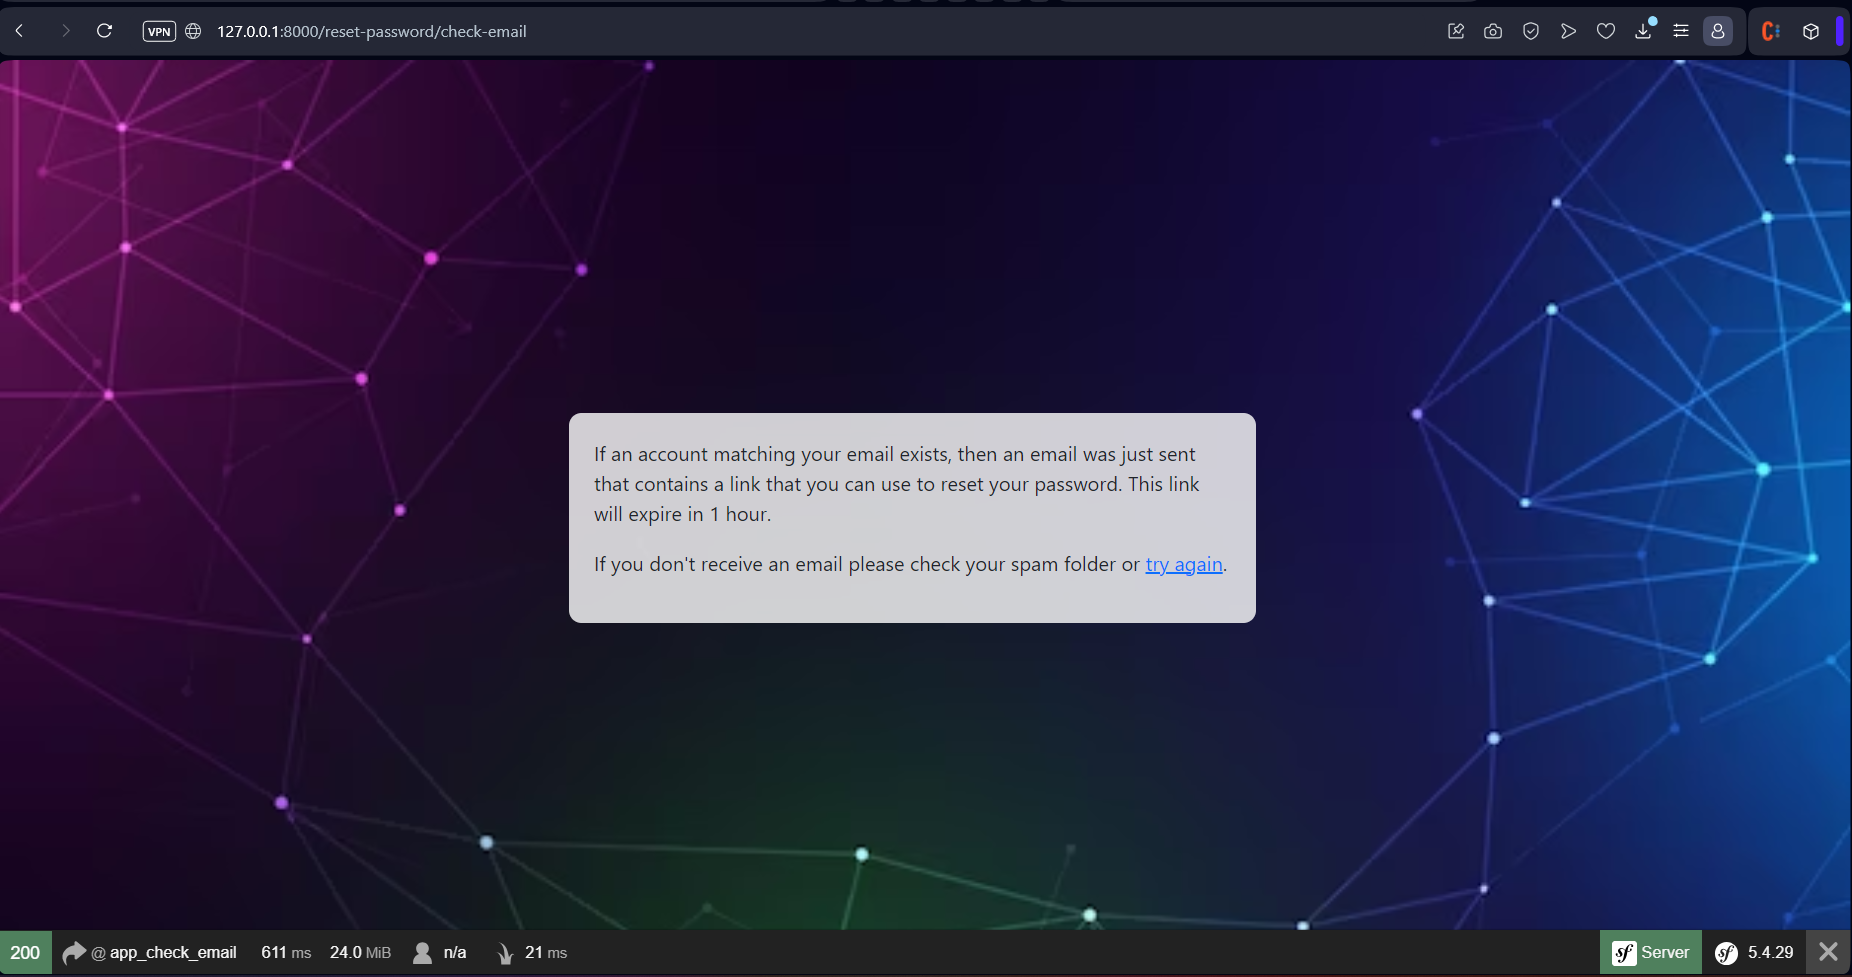 VPN 127.0.0.1:8000/reset-password/check-email
If an account matching your email exists, then an email was just sent
that contains a link that you can use to reset your password. This link
will expire in 1 hour.
If you don't receive an email please check your spam folder or try again.
200 @ app_check_email 611 ms 24.0 MiB n/a 21 ms sf Server sf 5.4.29